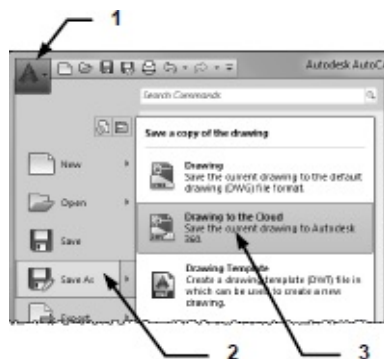 1
Autodesk AutoC
Search Commands
Save a copy of the drawing
New
Open
Save
Save As
Export
Drawing
Save the current drawing to the default
drawing (DWG) file format.
Drawing to the Cloud
Save the current drawing to Autodesk
360.
Drawing Template
Create a drawing template (DWT) file in
which can be used to create a new
drawing.
2
3